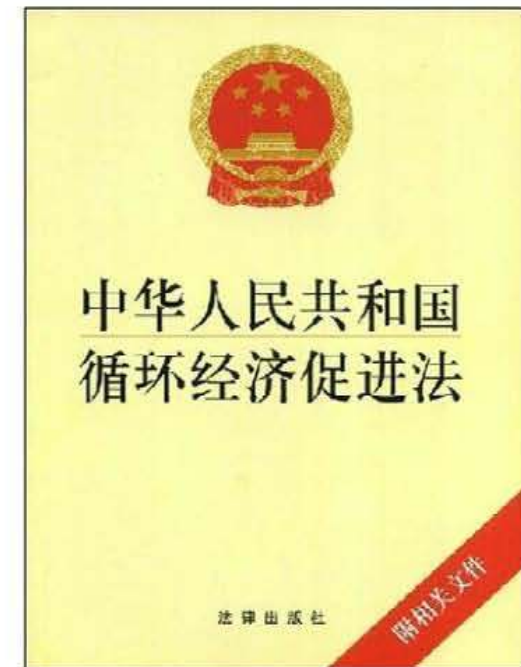 中华人民共和国
循环经济促进法
附相关文件
法律出版社